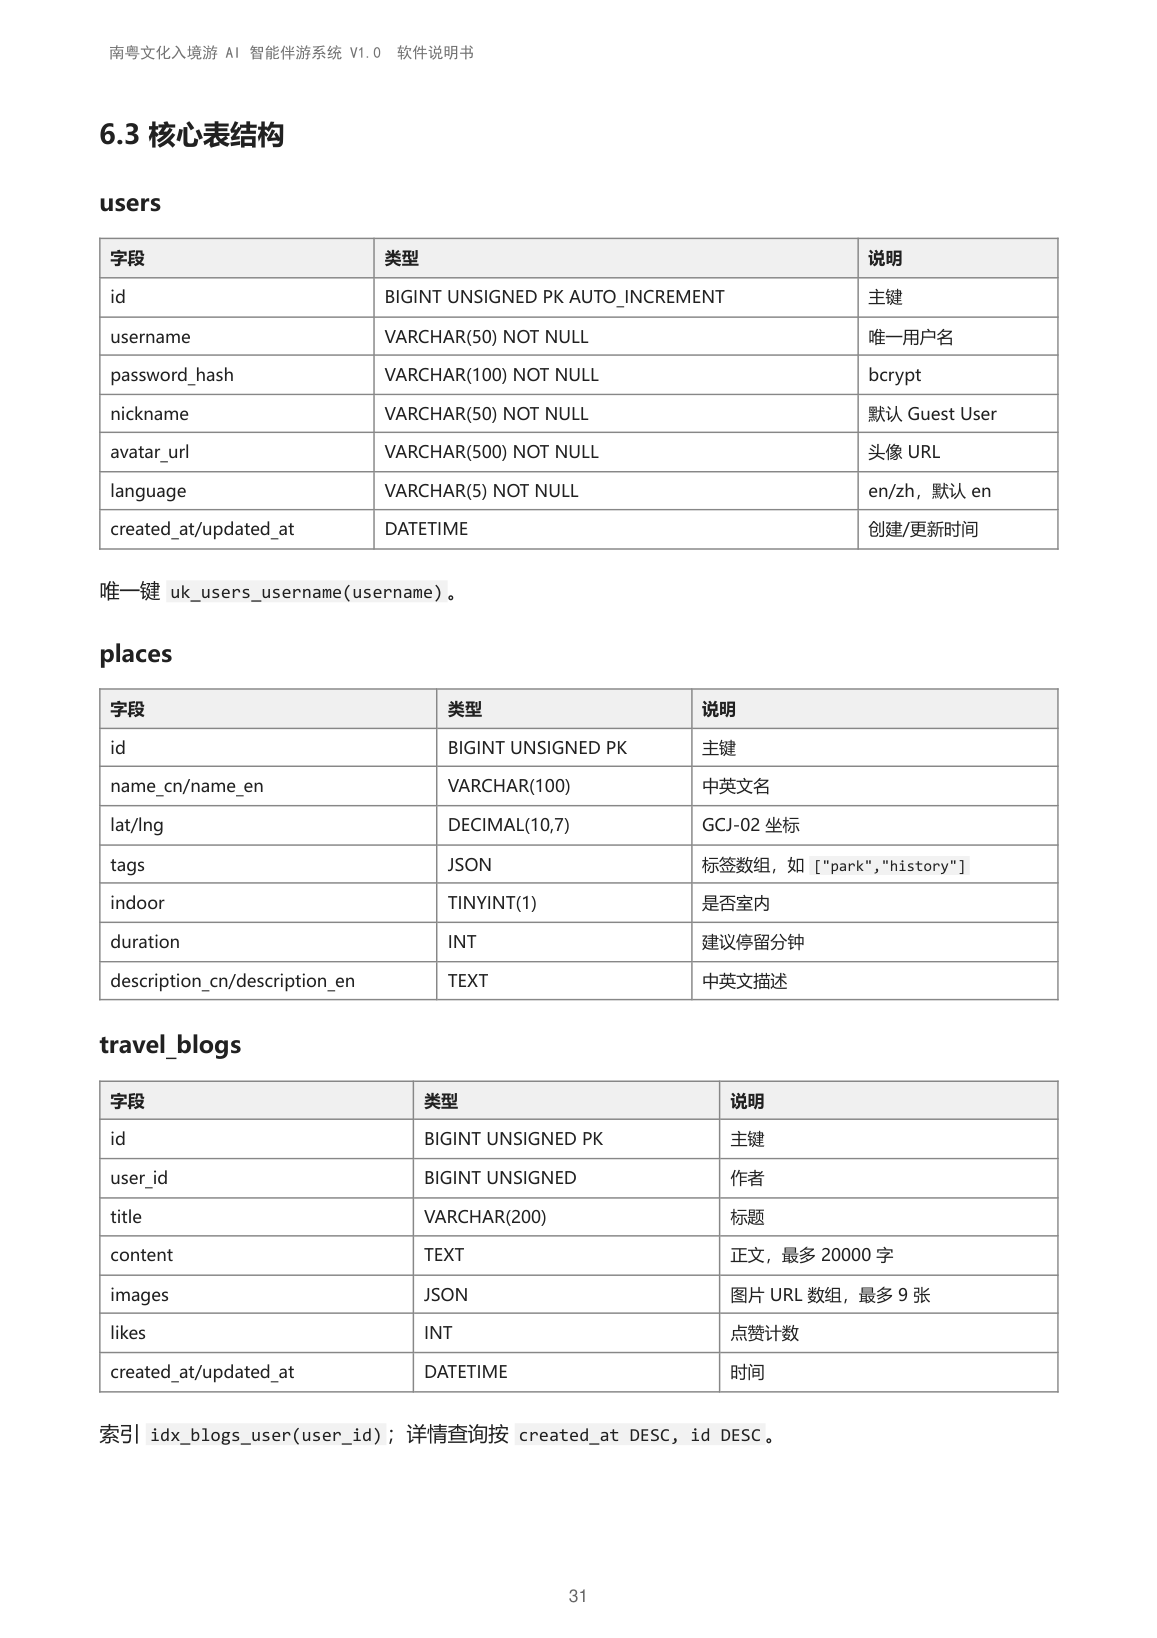 南粤文化入境游 AI 智能伴游系统 V1.0 软件说明书
6.3 核心表结构
users
字段 类型 说明
id BIGINT UNSIGNED PK AUTO_INCREMENT 主键
username VARCHAR(50) NOT NULL 唯一用户名
password_hash VARCHAR(100) NOT NULL bcrypt
nickname VARCHAR(50) NOT NULL 默认 Guest User
avatar_url VARCHAR(500) NOT NULL 头像 URL
language VARCHAR(5) NOT NULL en/zh，默认 en
created_at/updated_at DATETIME 创建/更新时间
唯一键 uk_users_username(username)。
places
字段 类型 说明
id BIGINT UNSIGNED PK 主键
name_cn/name_en VARCHAR(100) 中英文名
lat/lng DECIMAL(10,7) GCJ-02 坐标
tags JSON 标签数组，如 ["park","history"]
indoor TINYINT(1) 是否室内
duration INT 建议停留分钟
description_cn/description_en TEXT 中英文描述
travel_blogs
字段 类型 说明
id BIGINT UNSIGNED PK 主键
user_id BIGINT UNSIGNED 作者
title VARCHAR(200) 标题
content TEXT 正文，最多 20000 字
images JSON 图片 URL 数组，最多 9 张
likes INT 点赞计数
created_at/updated_at DATETIME 时间
索引 idx_blogs_user(user_id)；详情查询按 created_at DESC, id DESC。
31